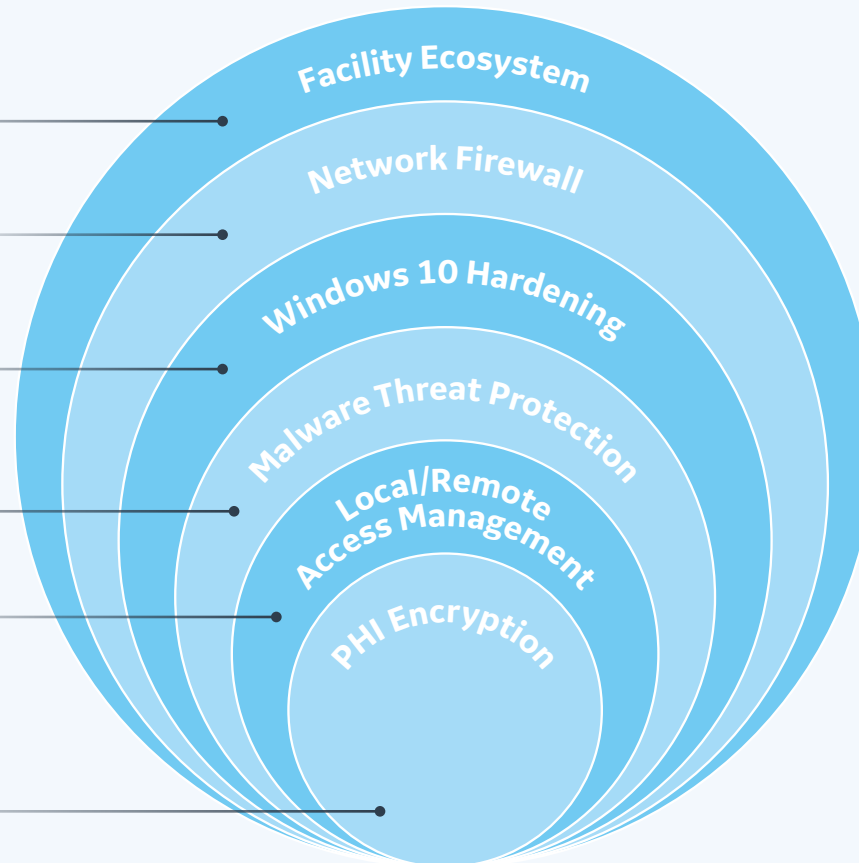 Facility Ecosystem
Network Firewall
Windows 10 Hardening
Malware Threat Protection
Local/Remote
Access Management
PHI Encryption